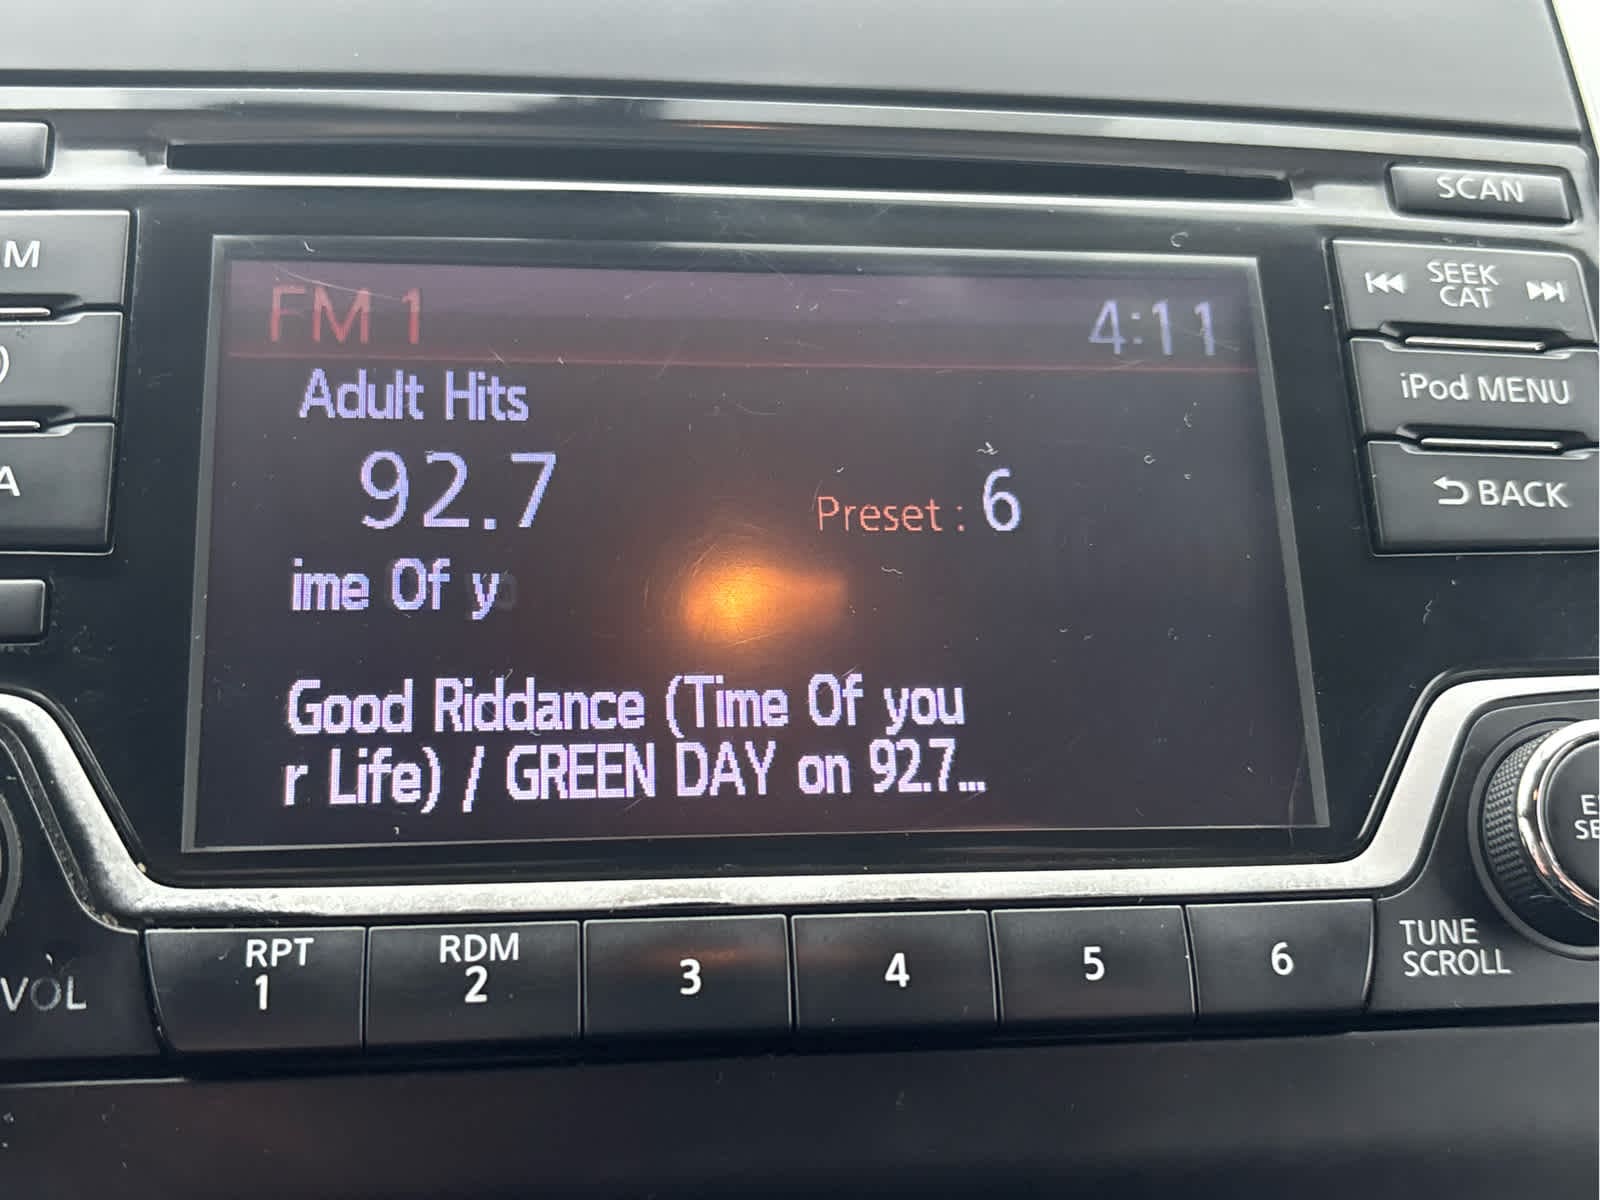 SCAN
M
SEEK
CAT
FM 1
4:11
Adult Hits
iPod MENU
92.7
Preset : 6
A
BACK
ime Of y
Good Riddance (Time Of you
r Life) / GREEN DAY on 92.7...
VOL
RPT
1
RDM
2
3
4
5
6
TUNE
SCROLL